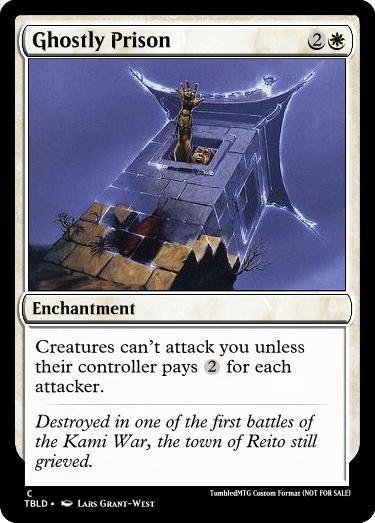 Ghostly Prison 2
Enchantment
Creatures can't attack you unless
their controller pays 2 for each
attacker.
Destroyed in one of the first battles of
the Kami War, the town of Reito still
grieved.
C
TBLD • Lars Grant-West
TumbledMTG Custom Format (NOT FOR SALE)